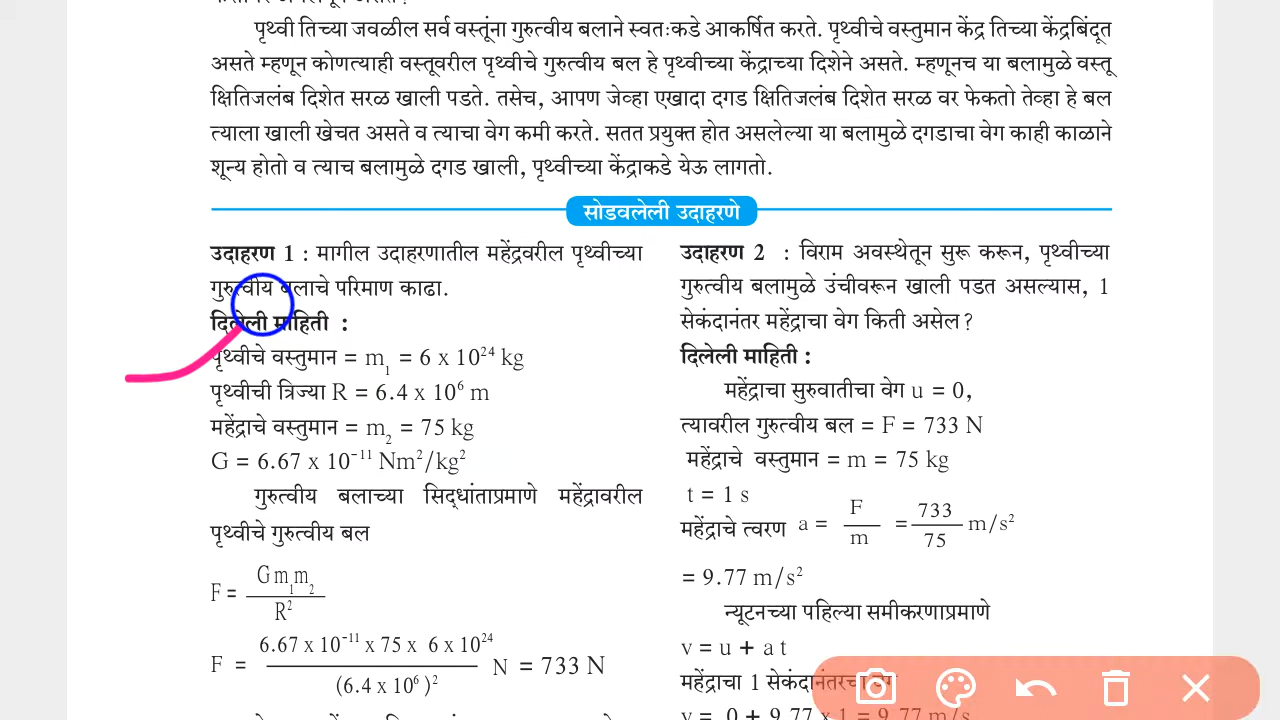 पृथ्वी तिच्या जवळील सर्व वस्तूंना गुरुत्वीय बलाने स्वतःकडे आकर्षित करते. पृथ्वीचे वस्तुमान केंद्र तिच्या केंद्रबिंदूत
असते म्हणून कोणत्याही वस्तूवरील पृथ्वीचे गुरुत्वीय बल हे पृथ्वीच्या केंद्राच्या दिशेने असते. म्हणूनच या बलामुळे वस्तू
क्षितिजलंब दिशेत सरळ खाली पडते. तसेच, आपण जेव्हा एखादा दगड क्षितिजलंब दिशेत सरळ वर फेकतो तेव्हा हे बल
त्याला खाली खेचत असते व त्याचा वेग कमी करते. सतत प्रयुक्त होत असलेल्या या बलामुळे दगडाचा वेग काही काळाने
शून्य होतो व त्याच बलामुळे दगड खाली, पृथ्वीच्या केंद्राकडे येऊ लागतो.
सोडवलेली उदाहरणे
उदाहरण 1 : मागील उदाहरणातील महेंद्रवरील पृथ्वीच्या
गुरुत्वीय बलाचे परिमाण काढा.
दिलेली माहिती :
पृथ्वीचे वस्तुमान = m₁ = 6 x 10²⁴ kg
पृथ्वीची त्रिज्या R = 6.4 x 10⁶ m
महेंद्राचे वस्तुमान = m₂ = 75 kg
G = 6.67 x 10⁻¹¹ Nm²/kg²
गुरुत्वीय बलाच्या सिद्धांताप्रमाणे महेंद्रावरील
पृथ्वीचे गुरुत्वीय बल
F = Gm₁m₂ / R²
F = 6.67 x 10⁻¹¹ x 75 x 6 x 10²⁴ / (6.4 x 10⁶)² N = 733 N
उदाहरण 2 : विराम अवस्थेतून सुरू करून, पृथ्वीच्या
गुरुत्वीय बलामुळे उंचीवरून खाली पडत असल्यास, 1
सेकंदानंतर महेंद्राचा वेग किती असेल?
दिलेली माहिती :
महेंद्राचा सुरुवातीचा वेग u = 0,
त्यावरील गुरुत्वीय बल = F = 733 N
महेंद्राचे वस्तुमान = m = 75 kg
t = 1 s
महेंद्राचे त्वरण a = F / m = 733 / 75 m/s²
= 9.77 m/s²
न्यूटनच्या पहिल्या समीकरणाप्रमाणे
v = u + a t
महेंद्राचा 1 सेकंदानंतरचा वेग
v = 0 + 9.77 x 1 = 9.77 m/s